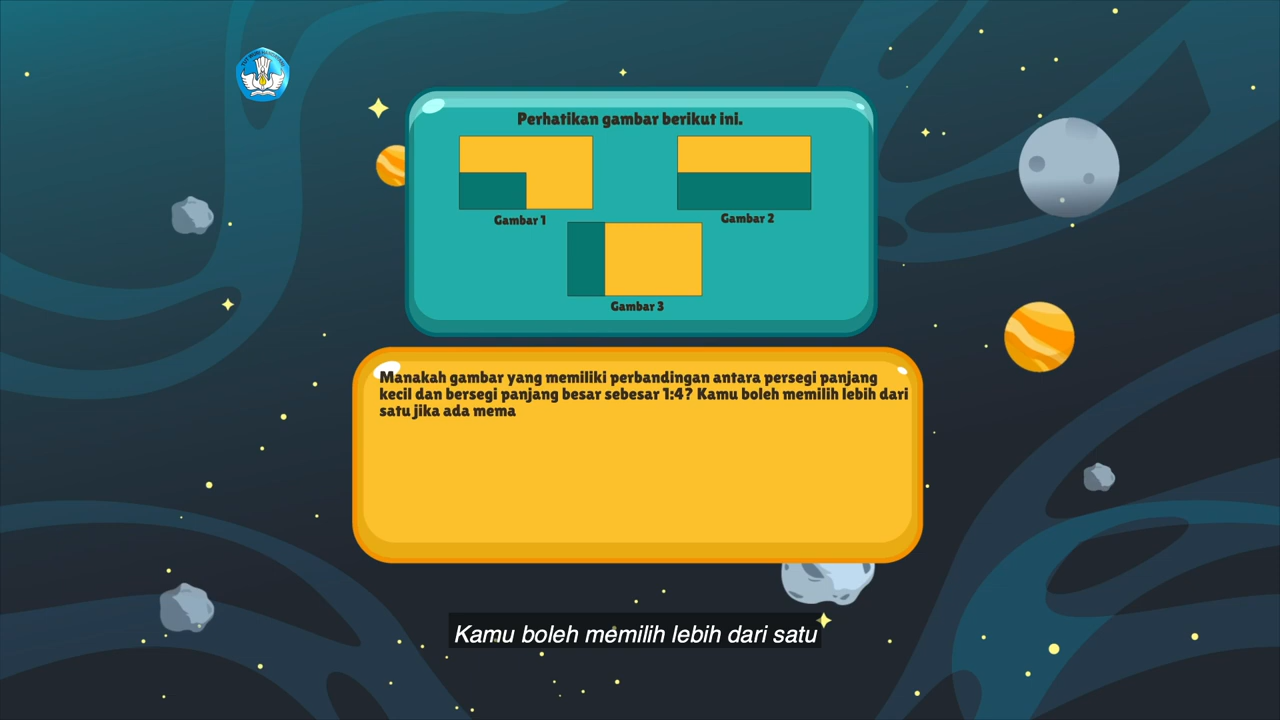 Perhatikan gambar berikut ini.
Gambar 1
Gambar 2
Gambar 3
Manakah gambar yang memiliki perbandingan antara persegi panjang
kecil dan bersegi panjang besar sebesar 1:4? Kamu boleh memilih lebih dari
satu jika ada mema
Kamu boleh memilih lebih dari satu